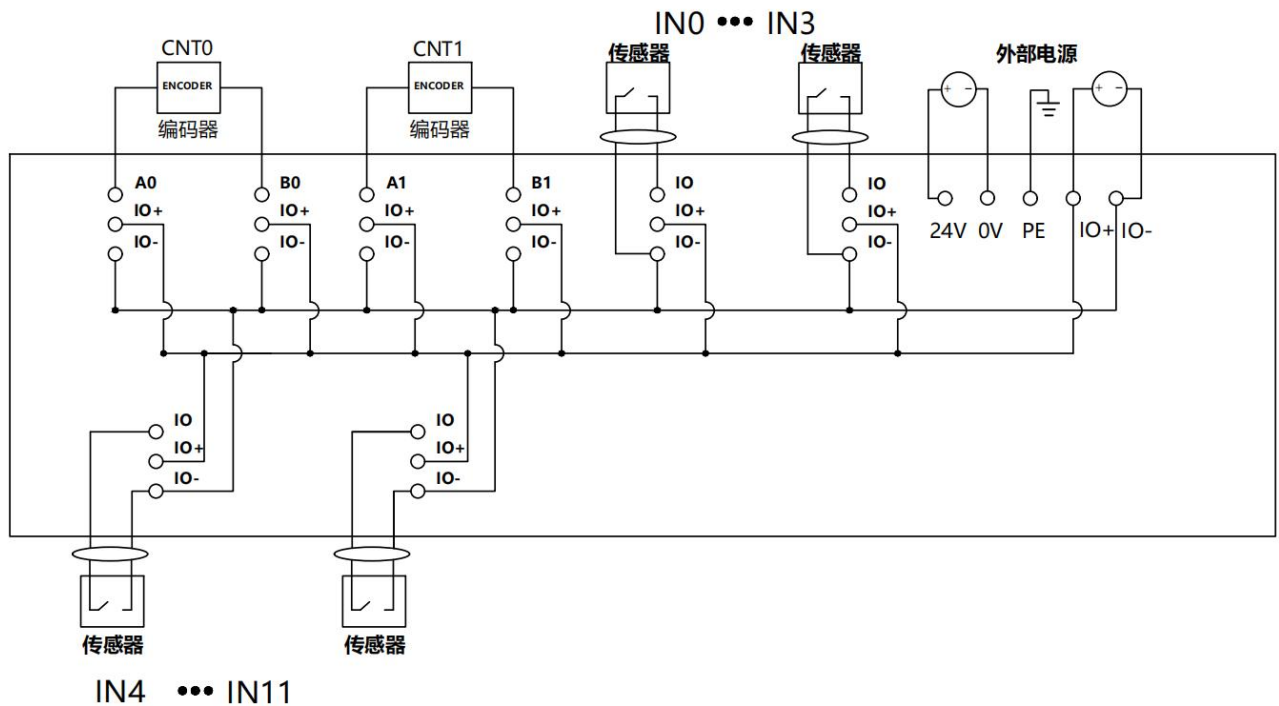 IN0 ••• IN3
CNT0
CNT1
传感器
传感器
外部电源
ENCODER
ENCODER
+ -
+ -
编码器
编码器
A0
IO+
IO-
B0
IO+
IO-
A1
IO+
IO-
B1
IO+
IO-
IO
IO+
IO-
IO
IO+
IO-
24V 0V PE IO+ IO-
IO
IO+
IO-
IO
IO+
IO-
传感器
传感器
IN4 ••• IN11